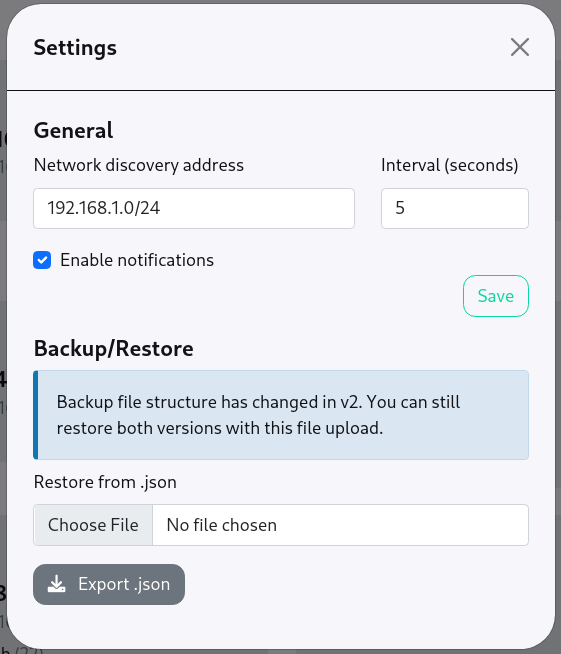 Settings
General
Network discovery address
Interval (seconds)
192.168.1.0/24
5
Enable notifications
Save
Backup/Restore
Backup file structure has changed in v2. You can still
restore both versions with this file upload.
Restore from .json
Choose File
No file chosen
Export .json